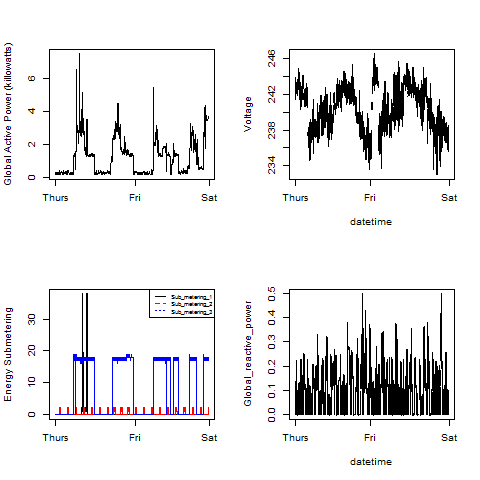 Global Active Power (killowatts)
0 2 4 6
Thurs Fri Sat
Voltage
234 238 242 246
Thurs Fri Sat
datetime
Energy Submetering
0 10 20 30
Sub_metering_1
Sub_metering_2
Sub_metering_3
Thurs Fri Sat
Global_reactive_power
0.0 0.1 0.2 0.3 0.4 0.5
Thurs Fri Sat
datetime